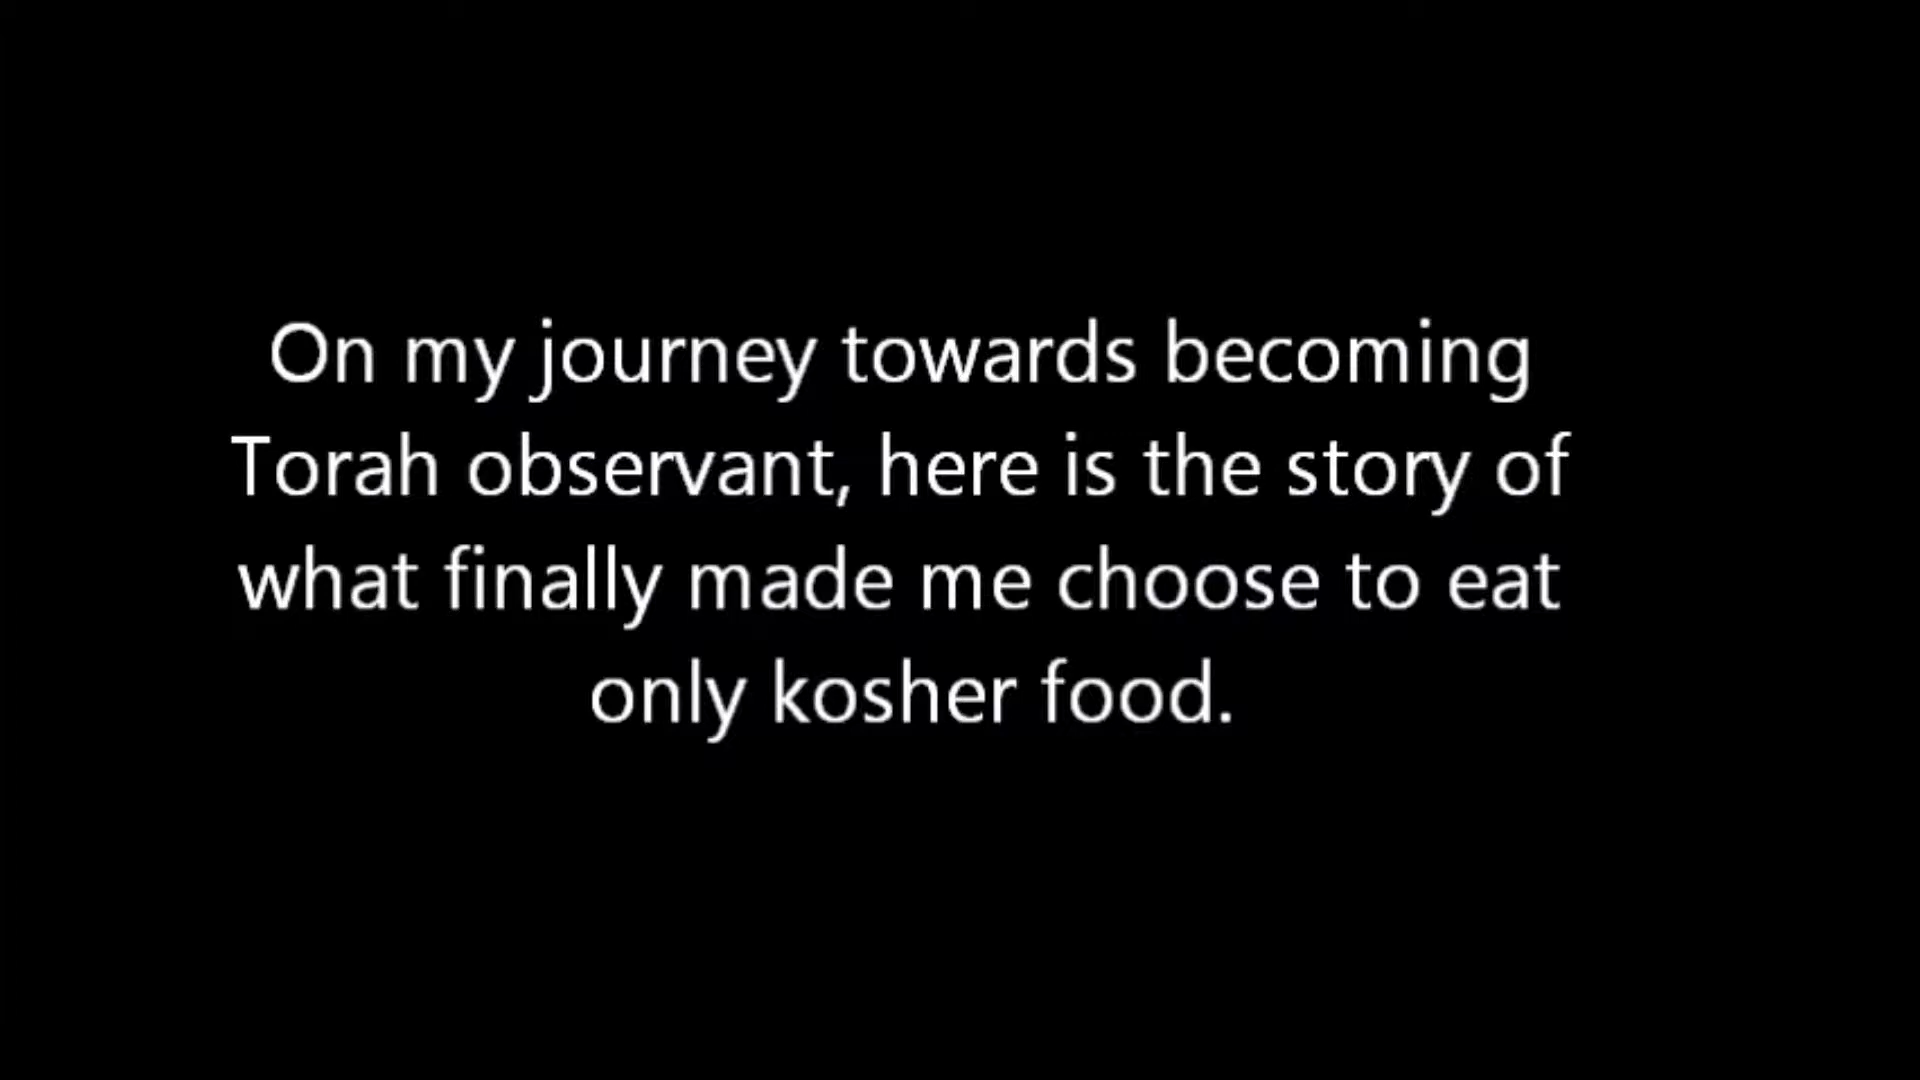 On my journey towards becoming
Torah observant, here is the story of
what finally made me choose to eat
only kosher food.